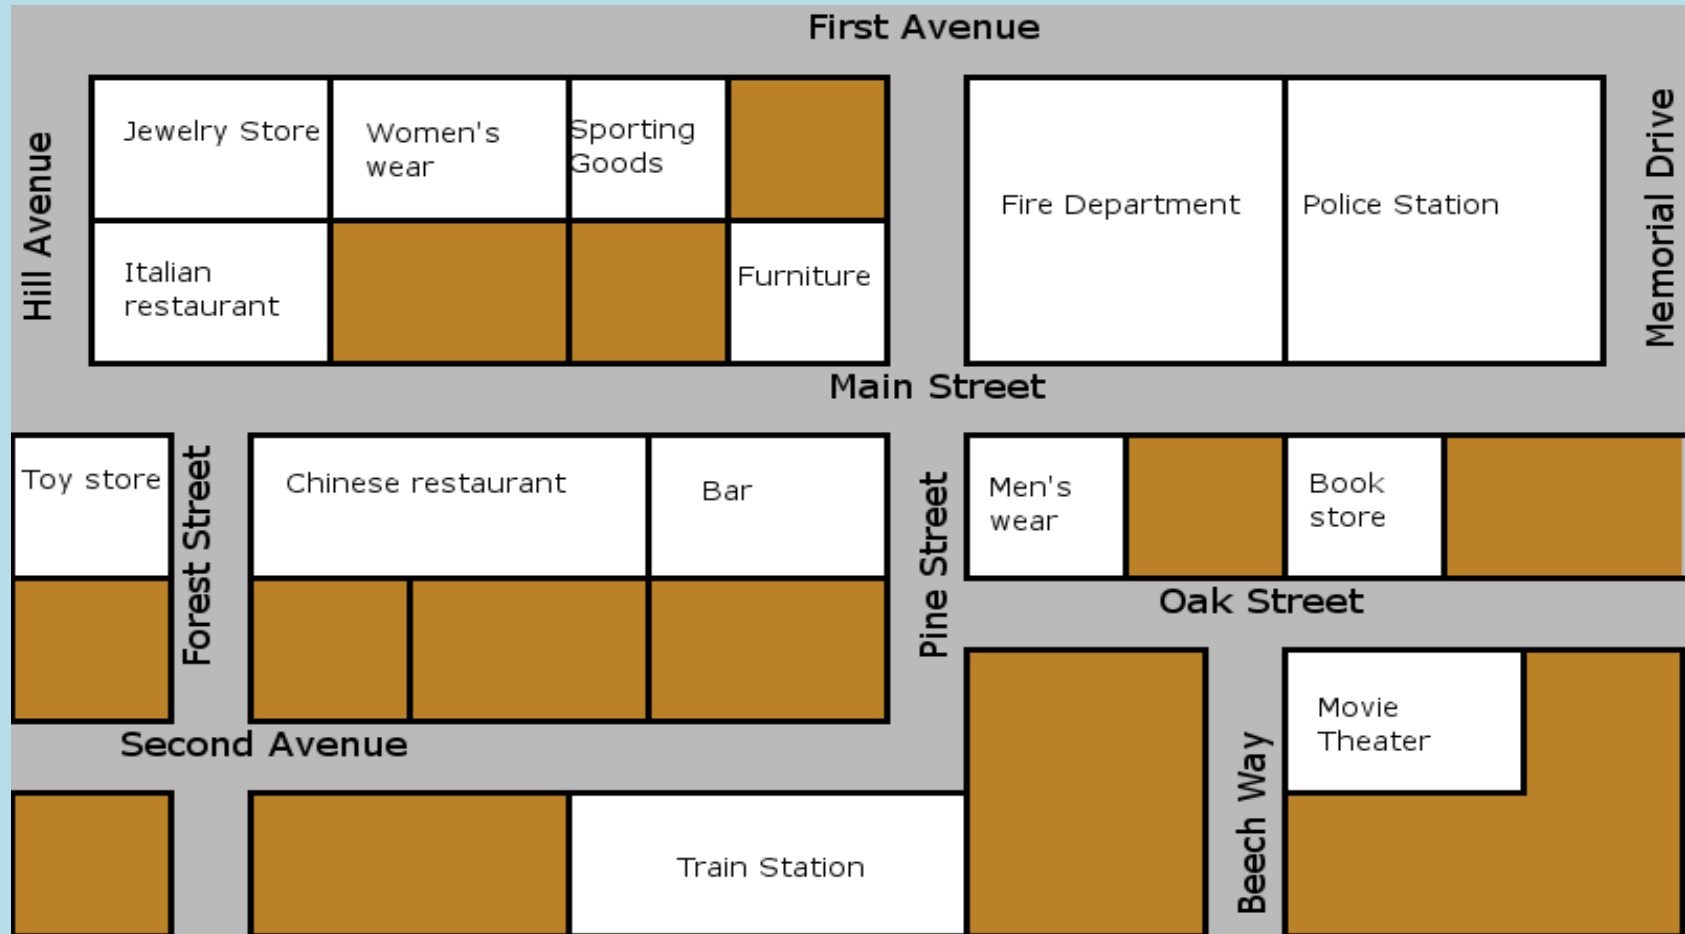 First Avenue
Hill Avenue
Jewelry Store
Women's
wear
Sporting
Goods
Fire Department
Police Station
Memorial Drive
Italian
restaurant
Furniture
Main Street
Toy store
Forest Street
Chinese restaurant
Bar
Pine Street
Men's
wear
Book
store
Oak Street
Second Avenue
Movie
Theater
Beech Way
Train Station